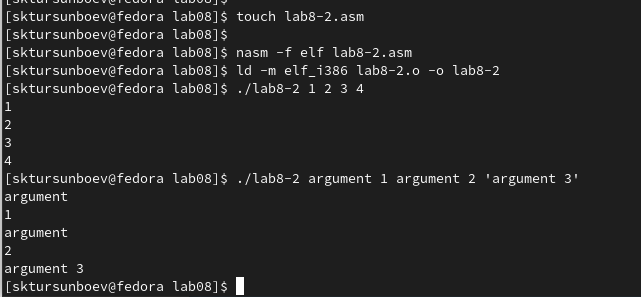 [sktursunboev@fedora lab08]$ touch lab8-2.asm
[sktursunboev@fedora lab08]$
[sktursunboev@fedora lab08]$ nasm -f elf lab8-2.asm
[sktursunboev@fedora lab08]$ ld -m elf_i386 lab8-2.o -o lab8-2
[sktursunboev@fedora lab08]$ ./lab8-2 1 2 3 4
1
2
3
4
[sktursunboev@fedora lab08]$ ./lab8-2 argument 1 argument 2 'argument 3'
argument
1
argument
2
argument 3
[sktursunboev@fedora lab08]$